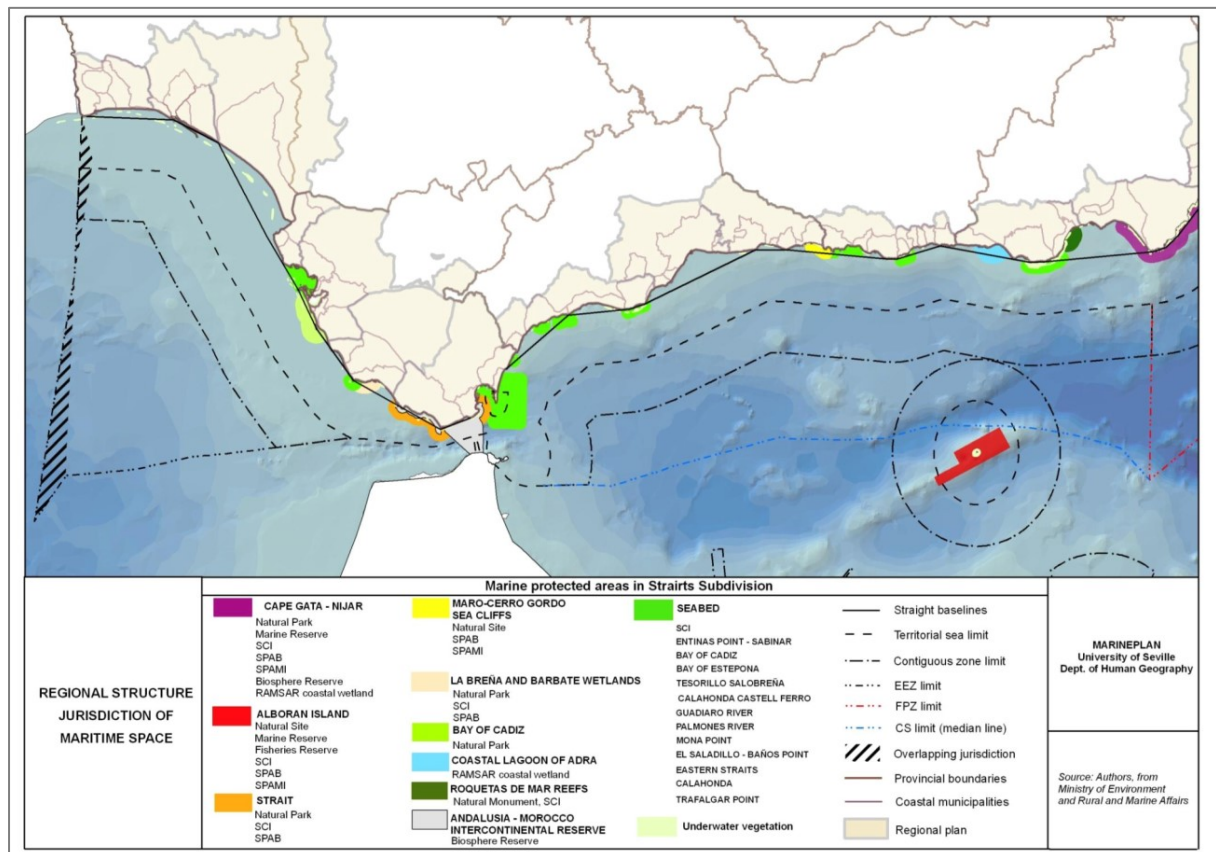 Marine protected areas in Strairts Subdivision
REGIONAL STRUCTURE
JURISDICTION OF
MARITIME SPACE
CAPE GATA - NIJAR
Natural Park
Marine Reserve
SCI
SPAB
SPAMI
Biosphere Reserve
RAMSAR coastal wetland
ALBORAN ISLAND
Natural Site
Marine Reserve
Fisheries Reserve
SCI
SPAB
SPAMI
STRAIT
Natural Park
SCI
SPAB
MARO-CERRO GORDO
SEA CLIFFS
Natural Site
SPAB
SPAMI
LA BREÑA AND BARBATE WETLANDS
Natural Park
SCI
SPAB
BAY OF CADIZ
Natural Park
COASTAL LAGOON OF ADRA
RAMSAR coastal wetland
ROQUETAS DE MAR REEFS
Natural Monument, SCI
ANDALUSIA - MOROCCO
INTERCONTINENTAL RESERVE
Biosphere Reserve
SEABED
SCI
ENTINAS POINT - SABINAR
BAY OF CADIZ
BAY OF ESTEPONA
TESORILLO SALOBREÑA
CALAHONDA CASTELL FERRO
GUADIARO RIVER
PALMONES RIVER
MONA POINT
EL SALADILLO - BAÑOS POINT
EASTERN STRAITS
CALAHONDA
TRAFALGAR POINT
Underwater vegetation
Straight baselines
Territorial sea limit
Contiguous zone limit
EEZ limit
FPZ limit
CS limit (median line)
Overlapping jurisdiction
Provincial boundaries
Coastal municipalities
Regional plan
MARINEPLAN
University of Seville
Dept. of Human Geography
Source: Authors, from
Ministry of Environment
and Rural and Marine Affairs